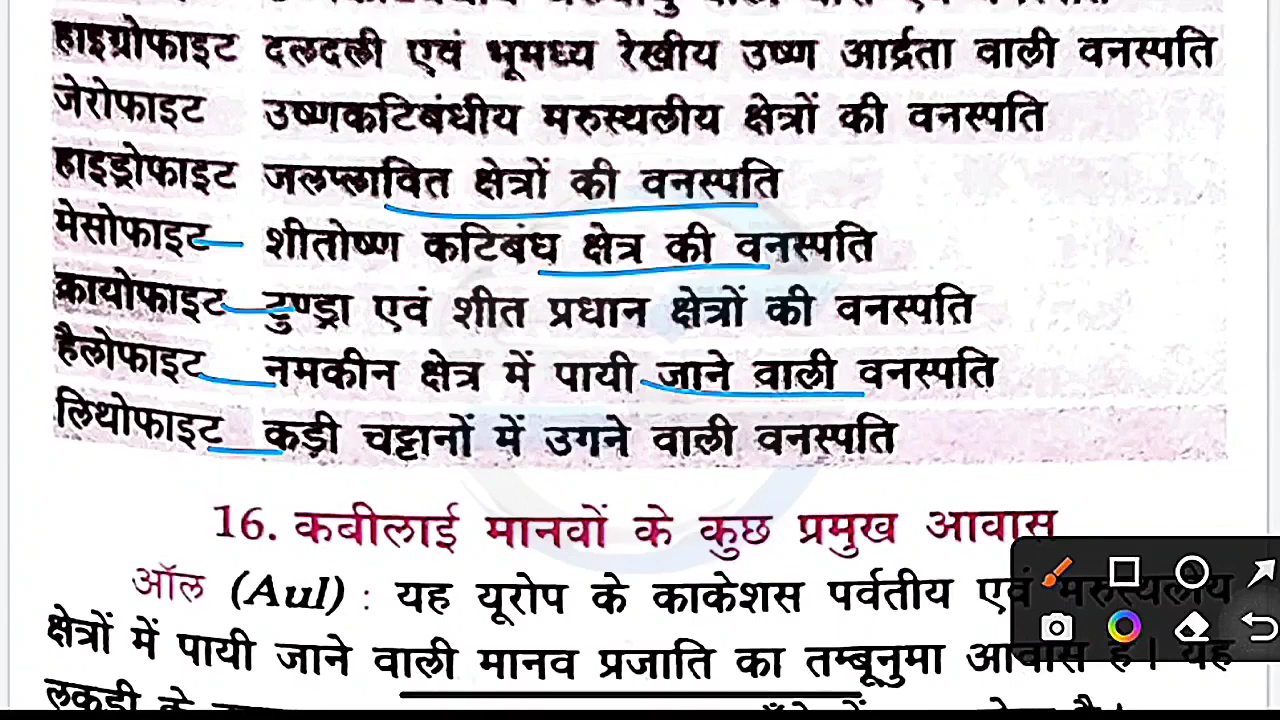 हाइग्रोफाइट दलदली एवं भूमध्य रेखीय उष्ण आर्द्रता वाली वनस्पति
जेरोफाइट उष्णकटिबंधीय मरुस्थलीय क्षेत्रों की वनस्पति
हाइड्रोफाइट जलप्लावित क्षेत्रों की वनस्पति
मेसोफाइट शीतोष्ण कटिबंध क्षेत्र की वनस्पति
क्रायोफाइट टुण्ड्रा एवं शीत प्रधान क्षेत्रों की वनस्पति
हैलोफाइट नमकीन क्षेत्र में पायी जाने वाली वनस्पति
लिथोफाइट कड़ी चट्टानों में उगने वाली वनस्पति
16. कबीलाई मानवों के कुछ प्रमुख आवास
ऑल (Aul) : यह यूरोप के काकेशस पर्वतीय एवं मरुस्थलीय
क्षेत्रों में पायी जाने वाली मानव प्रजाति का तम्बूनुमा आवास है। यह
लकड़ी के